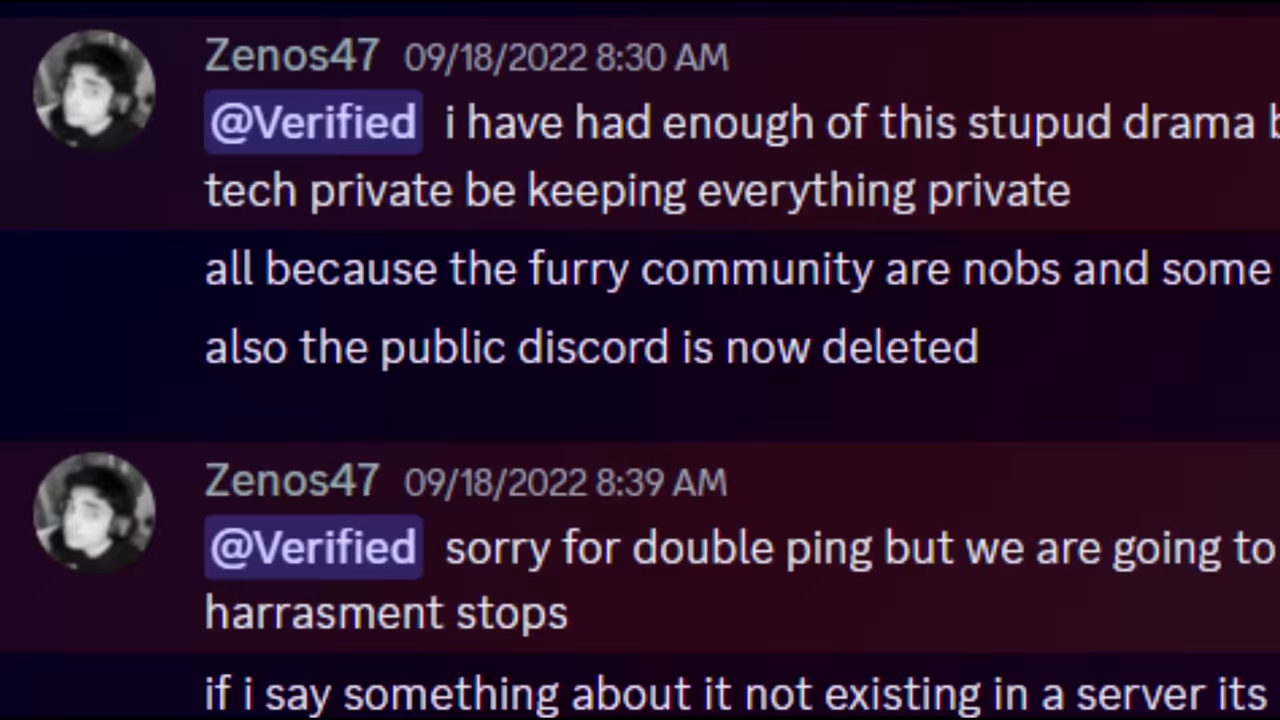 Zenos47 09/18/2022 8:30 AM
@Verified i have had enough of this stupud drama
tech private be keeping everything private
all because the furry community are nobs and some
also the public discord is now deleted
Zenos47 09/18/2022 8:39 AM
@Verified sorry for double ping but we are going to
harrasment stops
if i say something about it not existing in a server its